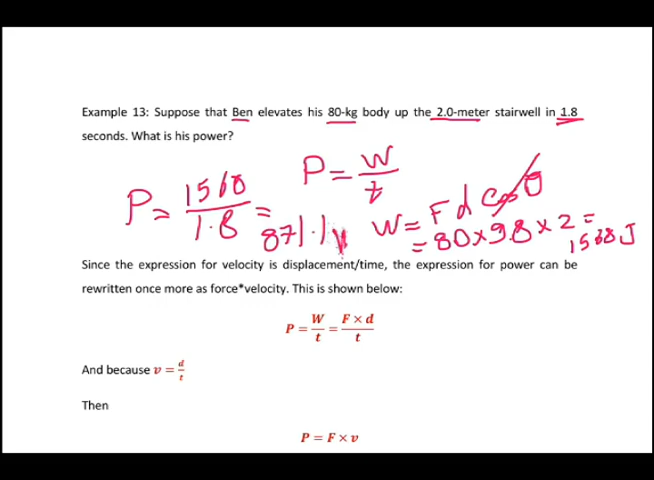 Example 13: Suppose that Ben elevates his 80-kg body up the 2.0-meter stairwell in 1.8
seconds. What is his power?
P = W/t
P = 1568/1.8 =
871.1
W = F d cos θ
= 80 × 9.8 × 2 =
1568 J
Since the expression for velocity is displacement/time, the expression for power can be
rewritten once more as force*velocity. This is shown below:
P = W/t = F × d/t
And because v = d/t
Then
P = F × v